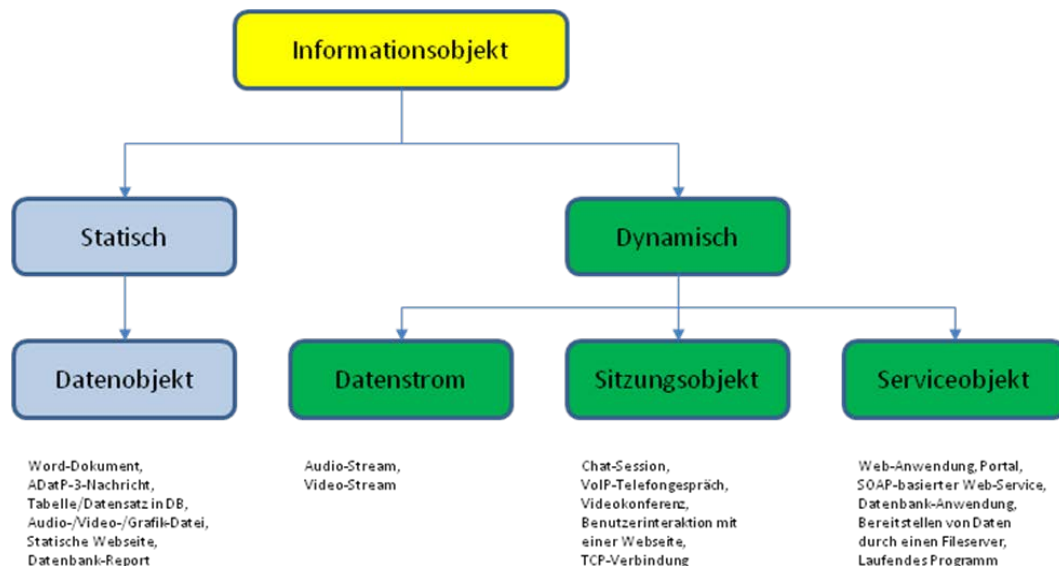 Informationsobjekt
Statisch
Dynamisch
Datenobjekt
Datenstrom
Sitzungsobjekt
Serviceobjekt
Word-Dokument,
ADatP-3-Nachricht,
Tabelle/Datensatz in DB,
Audio-/Video-/Grafik-Datei,
Statische Webseite,
Datenbank-Report
Audio-Stream,
Video-Stream
Chat-Session,
VoIP-Telefongespräch,
Videokonferenz,
Benutzerinteraktion mit
einer Webseite,
TCP-Verbindung
Web-Anwendung, Portal,
SOAP-basierter Web-Service,
Datenbank-Anwendung,
Bereitstellen von Daten
durch einen Fileserver,
Laufendes Programm